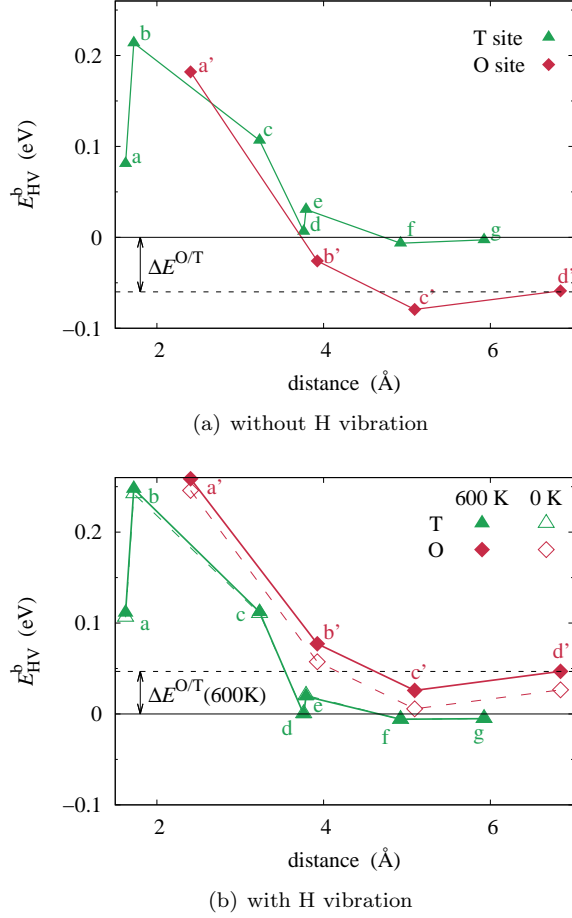 T site
O site
0.2
0.1
0
−0.1
E^b_HV (eV)
a
b
c
d
e
f
g
a’
b’
c’
d’
ΔE^O/T
2
4
6
distance (Å)
(a) without H vibration
600 K 0 K
T
O
0.2
0.1
0
−0.1
E^b_HV (eV)
a
b
c
d
e
f
g
a’
b’
c’
d’
ΔE^O/T(600K)
2
4
6
distance (Å)
(b) with H vibration